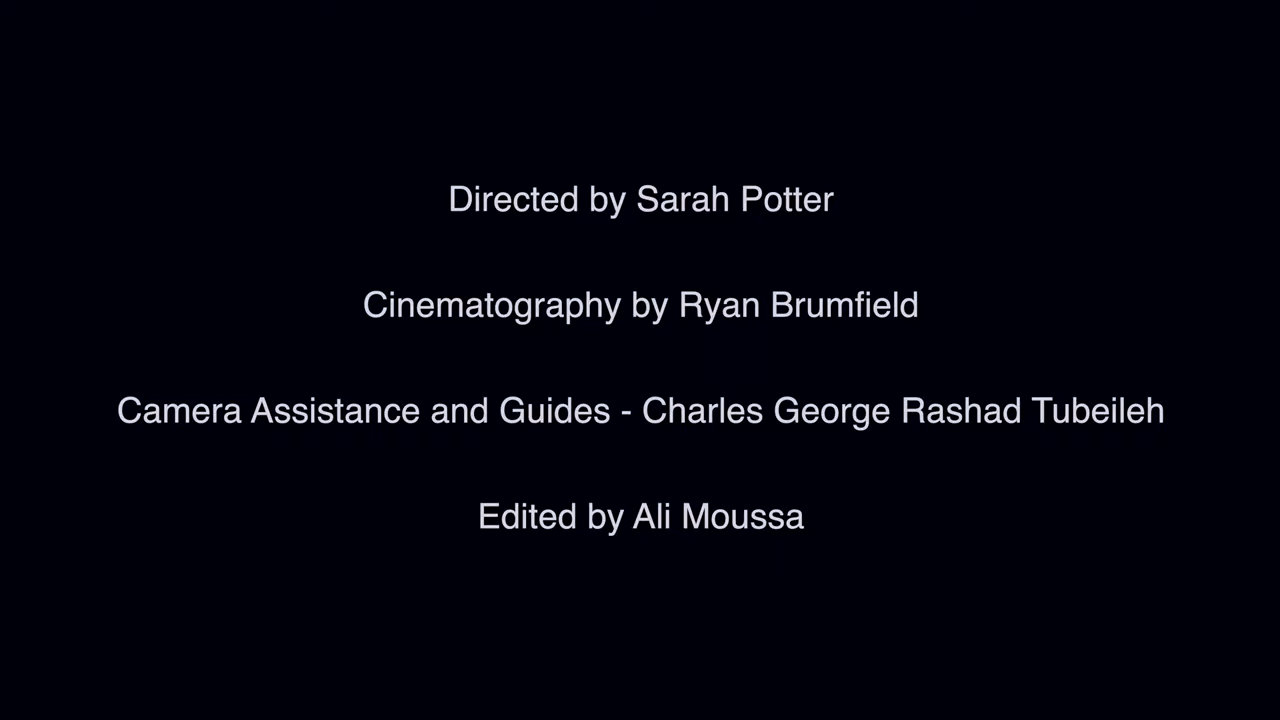 Directed by Sarah Potter
Cinematography by Ryan Brumfield
Camera Assistance and Guides - Charles George Rashad Tubeileh
Edited by Ali Moussa